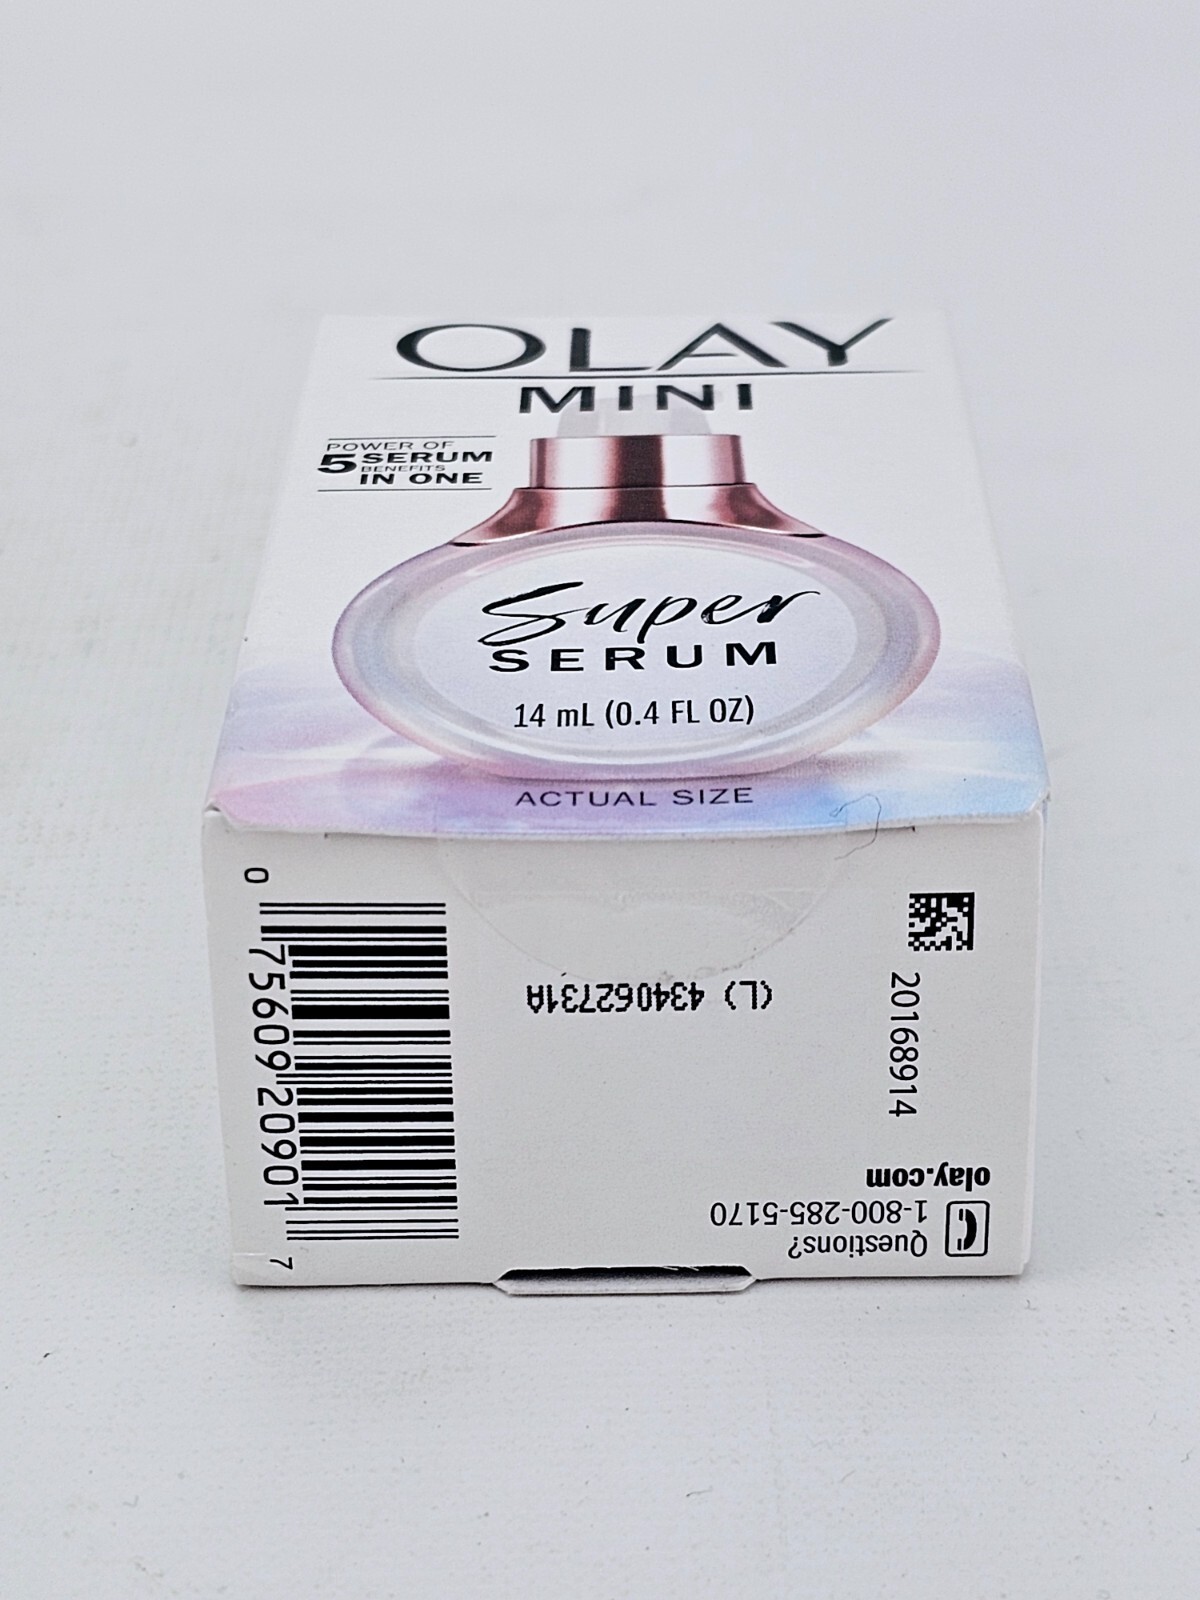 OLAY
MINI
POWER OF
5 SERUM
BENEFITS
IN ONE
Super
SERUM
14 mL (0.4 FL OZ)
ACTUAL SIZE
0 75609 20901 7
(L) 434062731A
20168914
Questions?
1-800-285-5170
olay.com